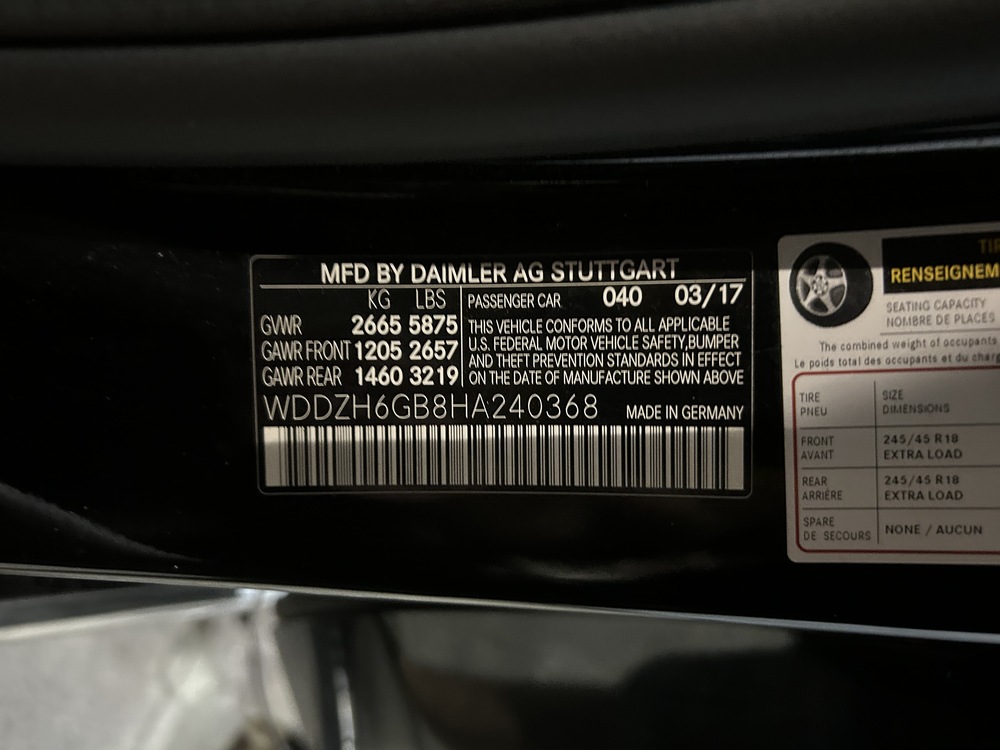 MFD BY DAIMLER AG STUTTGART
KG LBS
GVWR 2665 5875
GAWR FRONT 1205 2657
GAWR REAR 1460 3219
PASSENGER CAR 040 03/17
THIS VEHICLE CONFORMS TO ALL APPLICABLE
U.S. FEDERAL MOTOR VEHICLE SAFETY,BUMPER
AND THEFT PREVENTION STANDARDS IN EFFECT
ON THE DATE OF MANUFACTURE SHOWN ABOVE
WDDZH6GB8HA240368 MADE IN GERMANY
SEATING CAPACITY
NOMBRE DE PLACES
The combined weight of occupants
Le poids total des occupants et du
TIRE SIZE
PNEU DIMENSIONS
FRONT 245/45 R18
AVANT EXTRA LOAD
REAR 245/45 R18
ARRIÈRE EXTRA LOAD
SPARE
DE SECOURS NONE / AUCUN